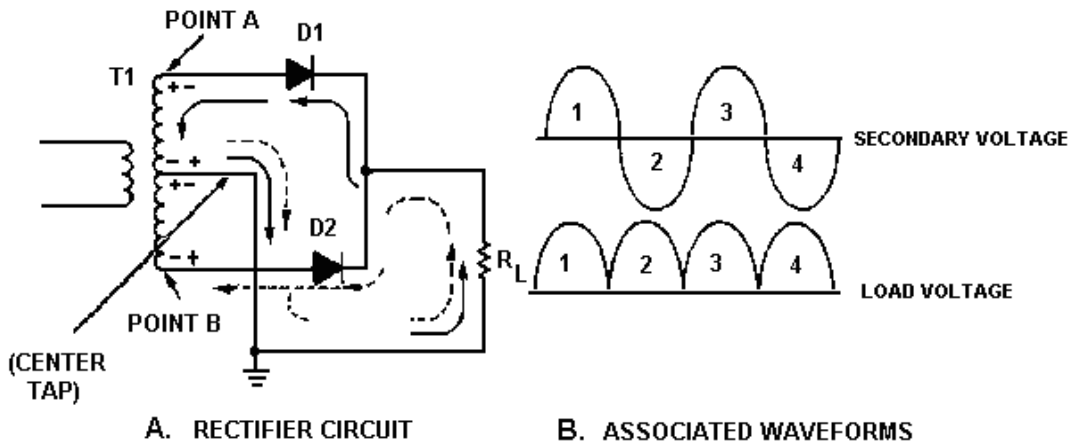 POINT A
D1
T1
+ -
- +
+ -
D2
- +
POINT B
(CENTER
TAP)
R L
1
2
3
4
SECONDARY VOLTAGE
1
2
3
4
LOAD VOLTAGE
A. RECTIFIER CIRCUIT
B. ASSOCIATED WAVEFORMS